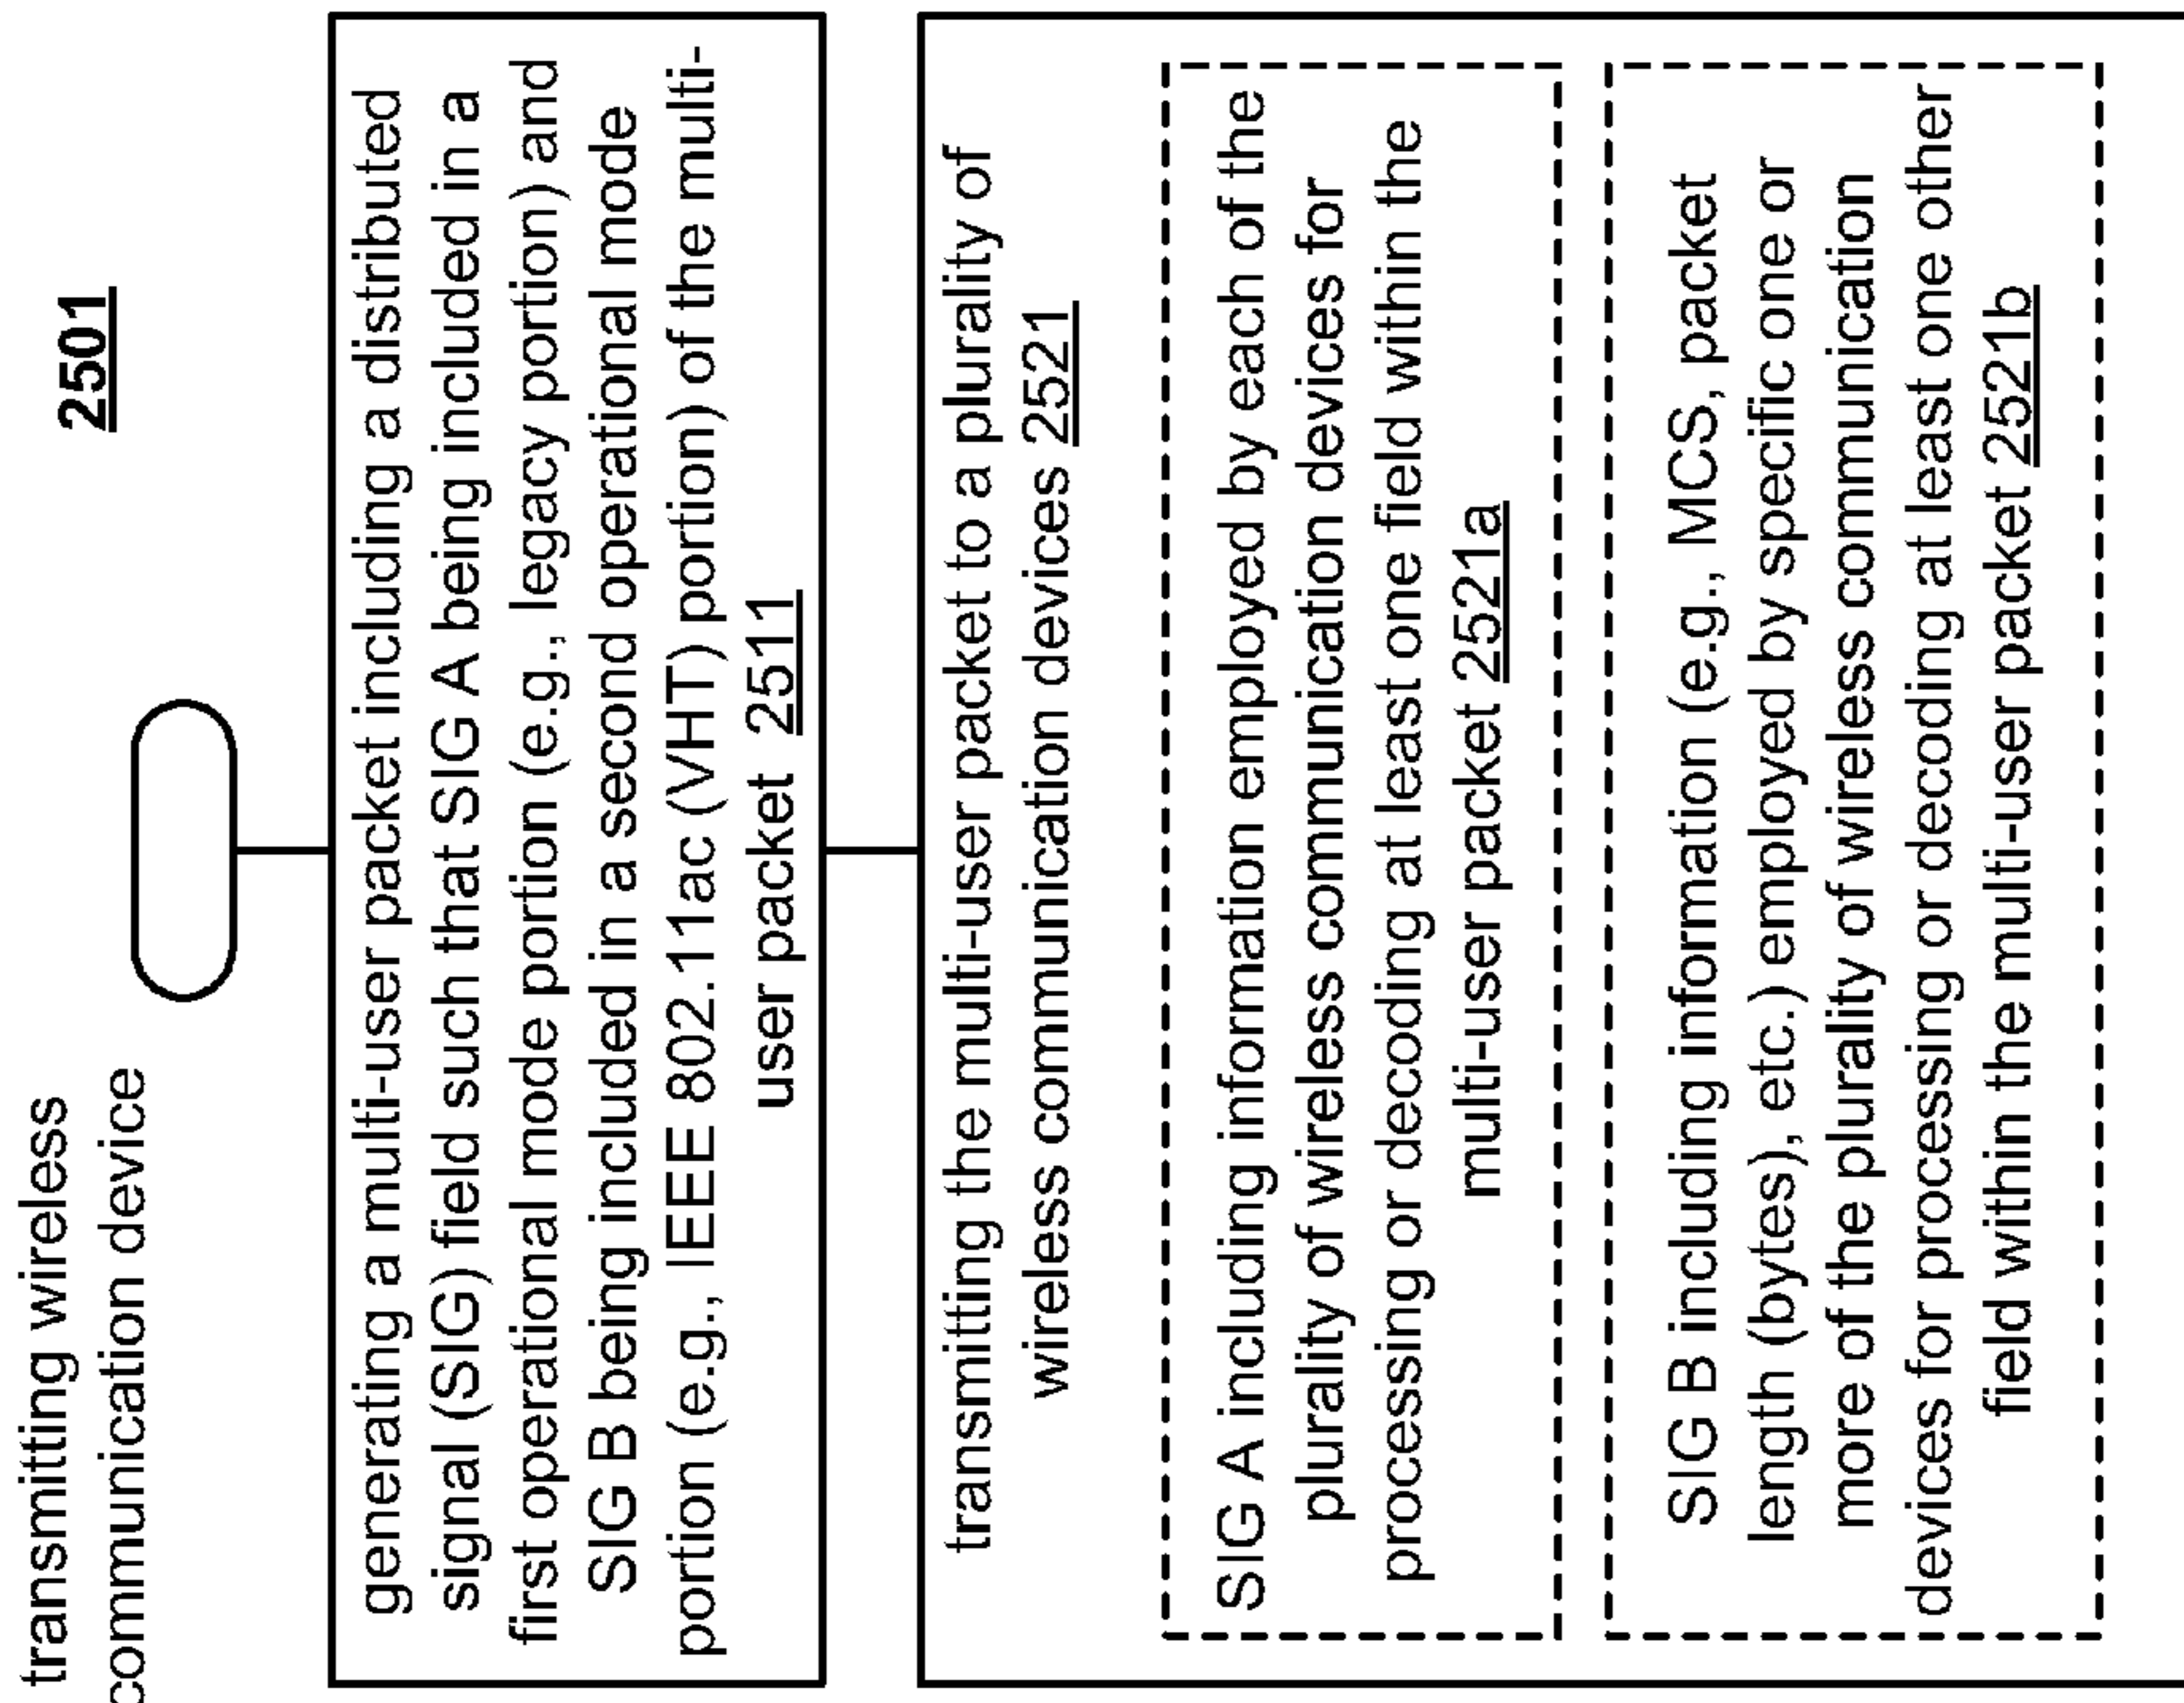 transmitting wireless
communication device
2501
generating a multi-user packet including a distributed
signal (SIG) field such that SIG A being included in a
first operational mode portion (e.g., legacy portion) and
SIG B being included in a second operational mode
portion (e.g., IEEE 802.11ac (VHT) portion) of the multi-
user packet 2511
transmitting the multi-user packet to a plurality of
wireless communication devices 2521
SIG A including information employed by each of the
plurality of wireless communication devices for
processing or decoding at least one field within the
multi-user packet 2521a
SIG B including information (e.g., MCS, packet
length (bytes), etc.) employed by specific one or
more of the plurality of wireless communication
devices for processing or decoding at least one other
field within the multi-user packet 2521b